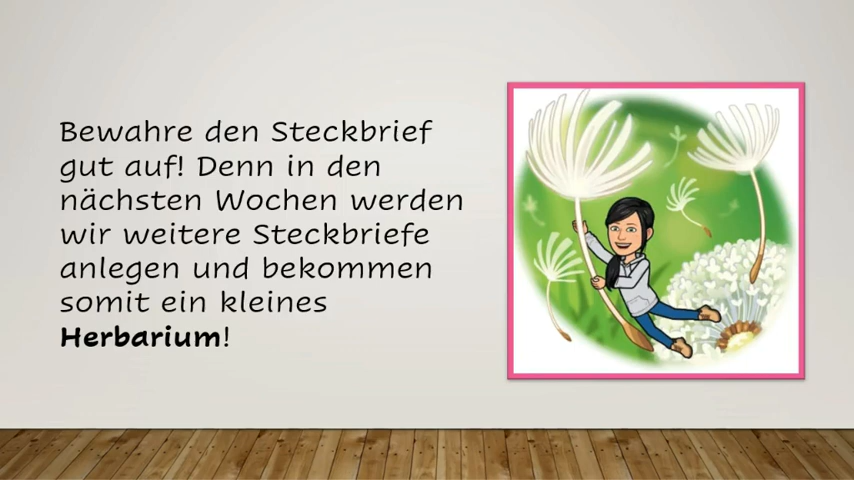 Bewahre den Steckbrief
gut auf! Denn in den
nächsten Wochen werden
wir weitere Steckbriefe
anlegen und bekommen
somit ein kleines
Herbarium!